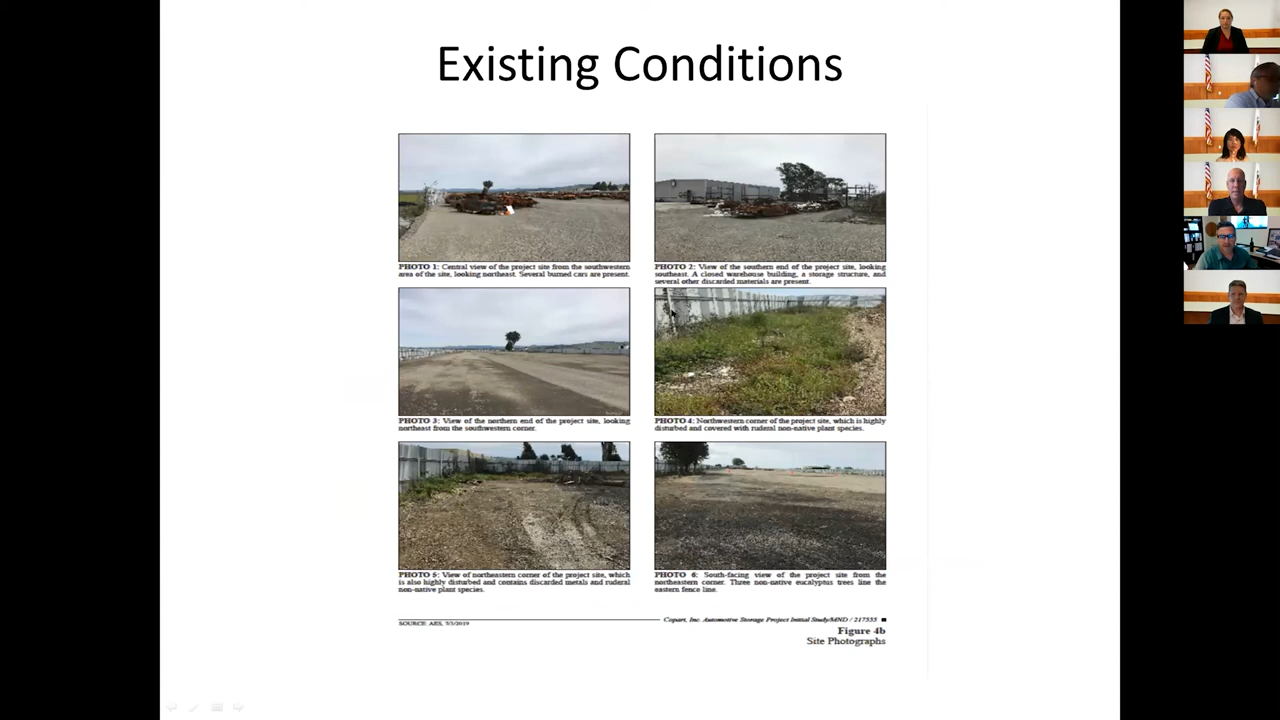 Existing Conditions
PHOTO 1: Central view of the project site from the southwestern
area of the site, looking northeast. Several burned cars are present.
PHOTO 2: View of the southern end of the project site, looking
southeast. A closed warehouse building, a storage structure, and
several other discarded materials are present.
PHOTO 3: View of the northern end of the project site, looking
northeast from the southwestern corner.
PHOTO 4: Northwestern corner of the project site, which is highly
disturbed and covered with ruderal non-native plant species.
PHOTO 5: View of northeastern corner of the project site, which
is also highly disturbed and contains discarded metals and ruderal
non-native plant species.
PHOTO 6: South-facing view of the project site from the
northeastern corner. Three non-native eucalyptus trees line the
eastern fence line.
SOURCE: AES, 7/3/2019
Copart, Inc. Automotive Storage Project Initial Study/MND / 217555
Figure 4b
Site Photographs